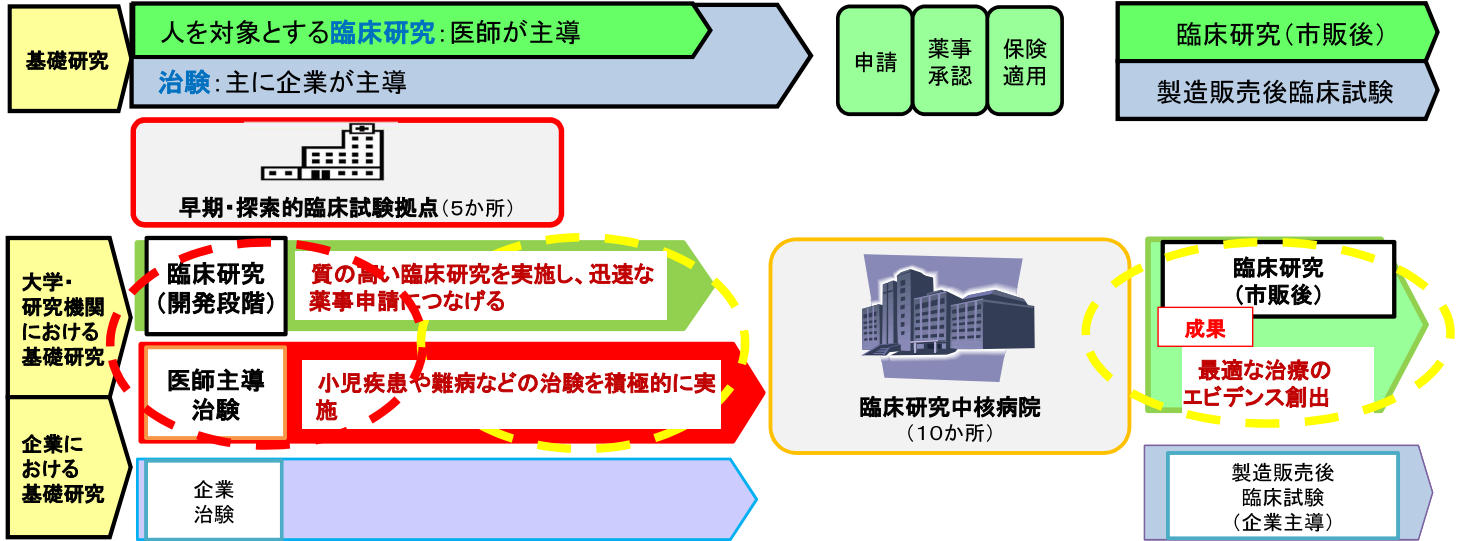 基礎研究
人を対象とする臨床研究：医師が主導
治験：主に企業が主導
申請
薬事
承認
保険
適用
臨床研究（市販後）
製造販売後臨床試験
早期・探索的臨床試験拠点（５か所）
大学・
研究機関
における
基礎研究
臨床研究
（開発段階）
質の高い臨床研究を実施し、迅速な
薬事申請につなげる
医師主導
治験
小児疾患や難病などの治験を積極的に実
施
企業に
おける
基礎研究
企業
治験
臨床研究中核病院
（１０か所）
臨床研究
（市販後）
成果
最適な治療の
エビデンス創出
製造販売後
臨床試験
（企業主導）